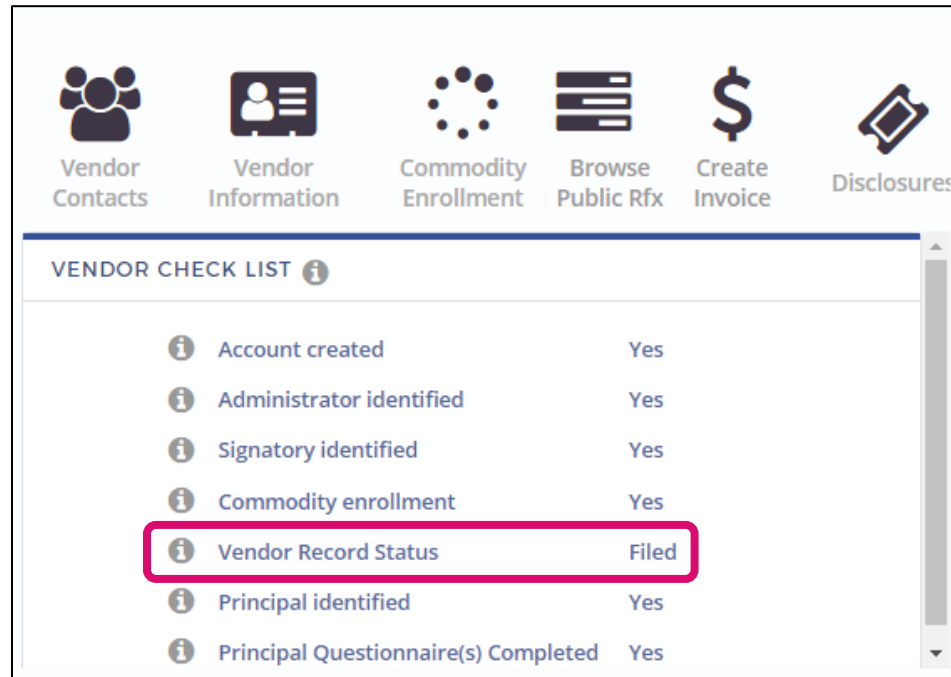 Vendor Contacts
Vendor Information
Commodity Enrollment
Browse Public Rfx
Create Invoice
Disclosures
VENDOR CHECK LIST
Account created Yes
Administrator identified Yes
Signatory identified Yes
Commodity enrollment Yes
Vendor Record Status Filed
Principal identified Yes
Principal Questionnaire(s) Completed Yes